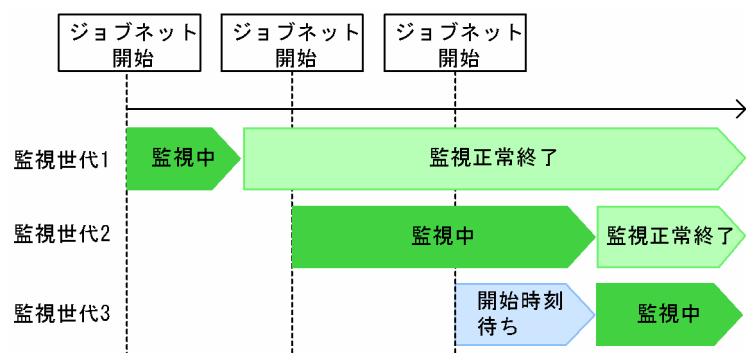 ジョブネット
開始
ジョブネット
開始
ジョブネット
開始
監視世代1
監視中
監視正常終了
監視世代2
監視中
監視正常終了
監視世代3
開始時刻
待ち
監視中